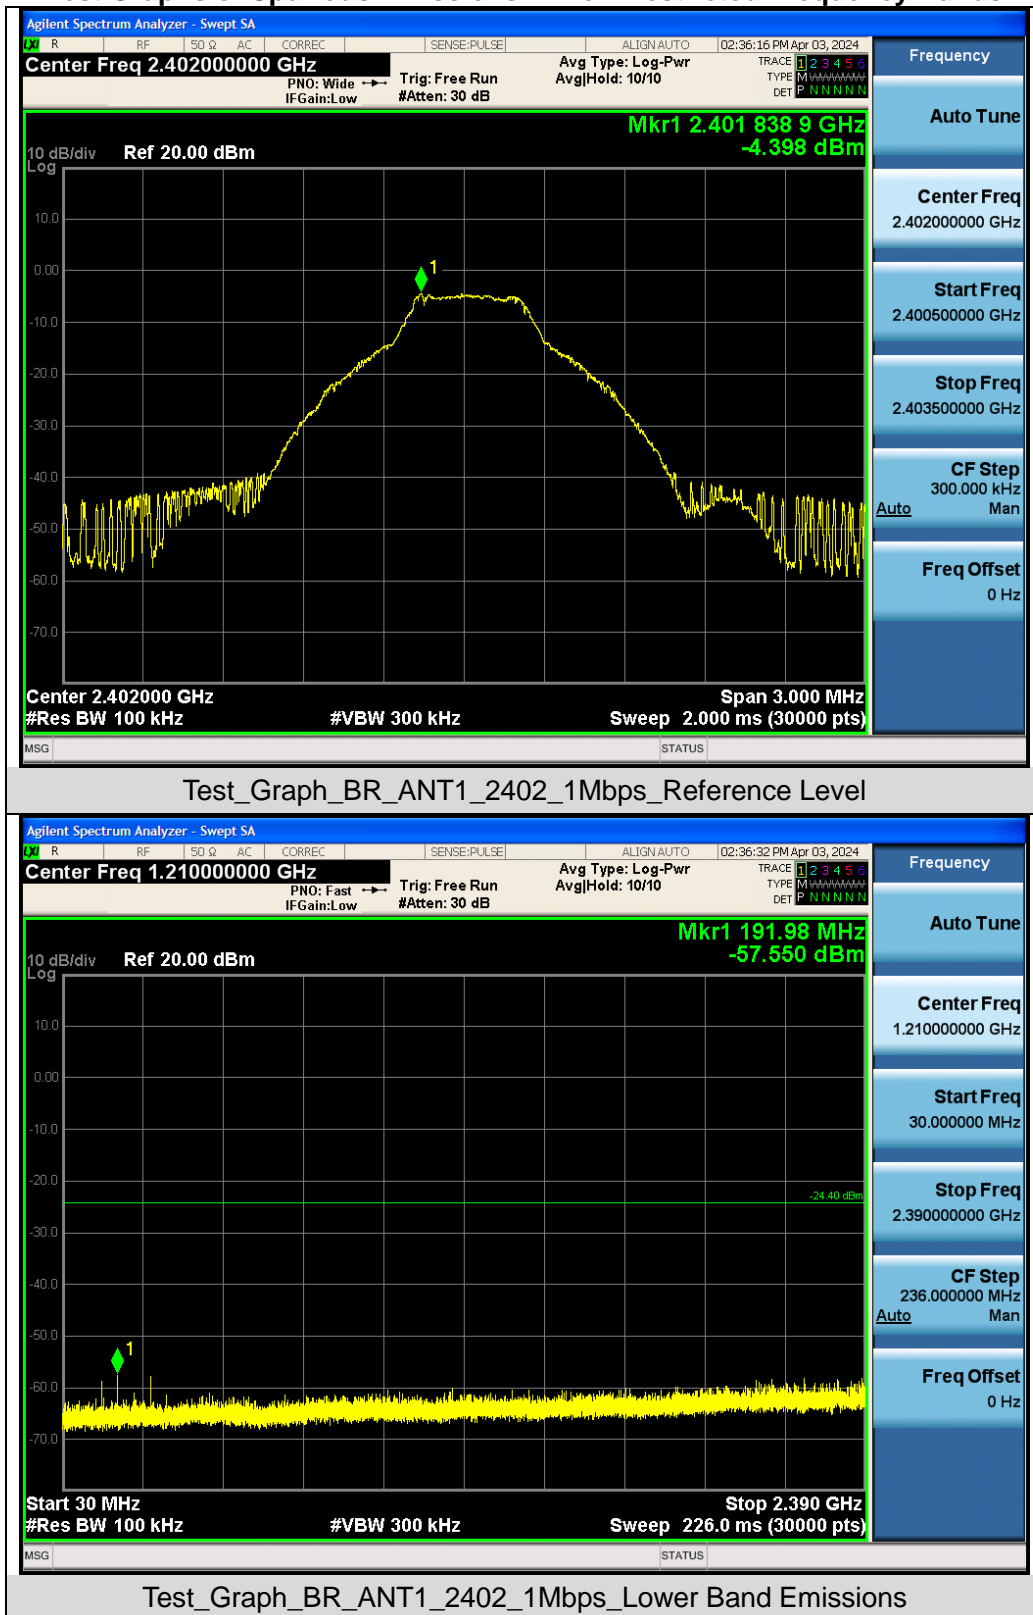 Agilent Spectrum Analyzer - Swept SA
LXI R RF 50 Ω AC CORREC SENSE:PULSE ALIGN AUTO 02:36:16 PM Apr 03, 2024
Center Freq 2.402000000 GHz
PNO: Wide
IFGain:Low
Trig: Free Run
#Atten: 30 dB
Avg Type: Log-Pwr
Avg|Hold: 10/10
TRACE 1 2 3 4 5 6
TYPE M
DET P N N N N N
Mkr1 2.401 838 9 GHz
-4.398 dBm
10 dB/div Ref 20.00 dBm
Log
10.0
0.00
-10.0
-20.0
-30.0
-40.0
-50.0
-60.0
-70.0
1
Center 2.402000 GHz Span 3.000 MHz
#Res BW 100 kHz #VBW 300 kHz Sweep 2.000 ms (30000 pts)
MSG STATUS
Frequency
Auto Tune
Center Freq
2.402000000 GHz
Start Freq
2.400500000 GHz
Stop Freq
2.403500000 GHz
CF Step
300.000 kHz
Auto Man
Freq Offset
0 Hz
Test_Graph_BR_ANT1_2402_1Mbps_Reference Level
Agilent Spectrum Analyzer - Swept SA
LXI R RF 50 Ω AC CORREC SENSE:PULSE ALIGN AUTO 02:36:32 PM Apr 03, 2024
Center Freq 1.210000000 GHz
PNO: Fast
IFGain:Low
Trig: Free Run
#Atten: 30 dB
Avg Type: Log-Pwr
Avg|Hold: 10/10
TRACE 1 2 3 4 5 6
TYPE M
DET P N N N N N
Mkr1 191.98 MHz
-57.550 dBm
10 dB/div Ref 20.00 dBm
Log
10.0
0.00
-10.0
-20.0
-30.0
-40.0
-50.0
-60.0
-70.0
-24.40 dBm
1
Start 30 MHz Stop 2.390 GHz
#Res BW 100 kHz #VBW 300 kHz Sweep 226.0 ms (30000 pts)
MSG STATUS
Frequency
Auto Tune
Center Freq
1.210000000 GHz
Start Freq
30.000000 MHz
Stop Freq
2.390000000 GHz
CF Step
236.000000 MHz
Auto Man
Freq Offset
0 Hz
Test_Graph_BR_ANT1_2402_1Mbps_Lower Band Emissions